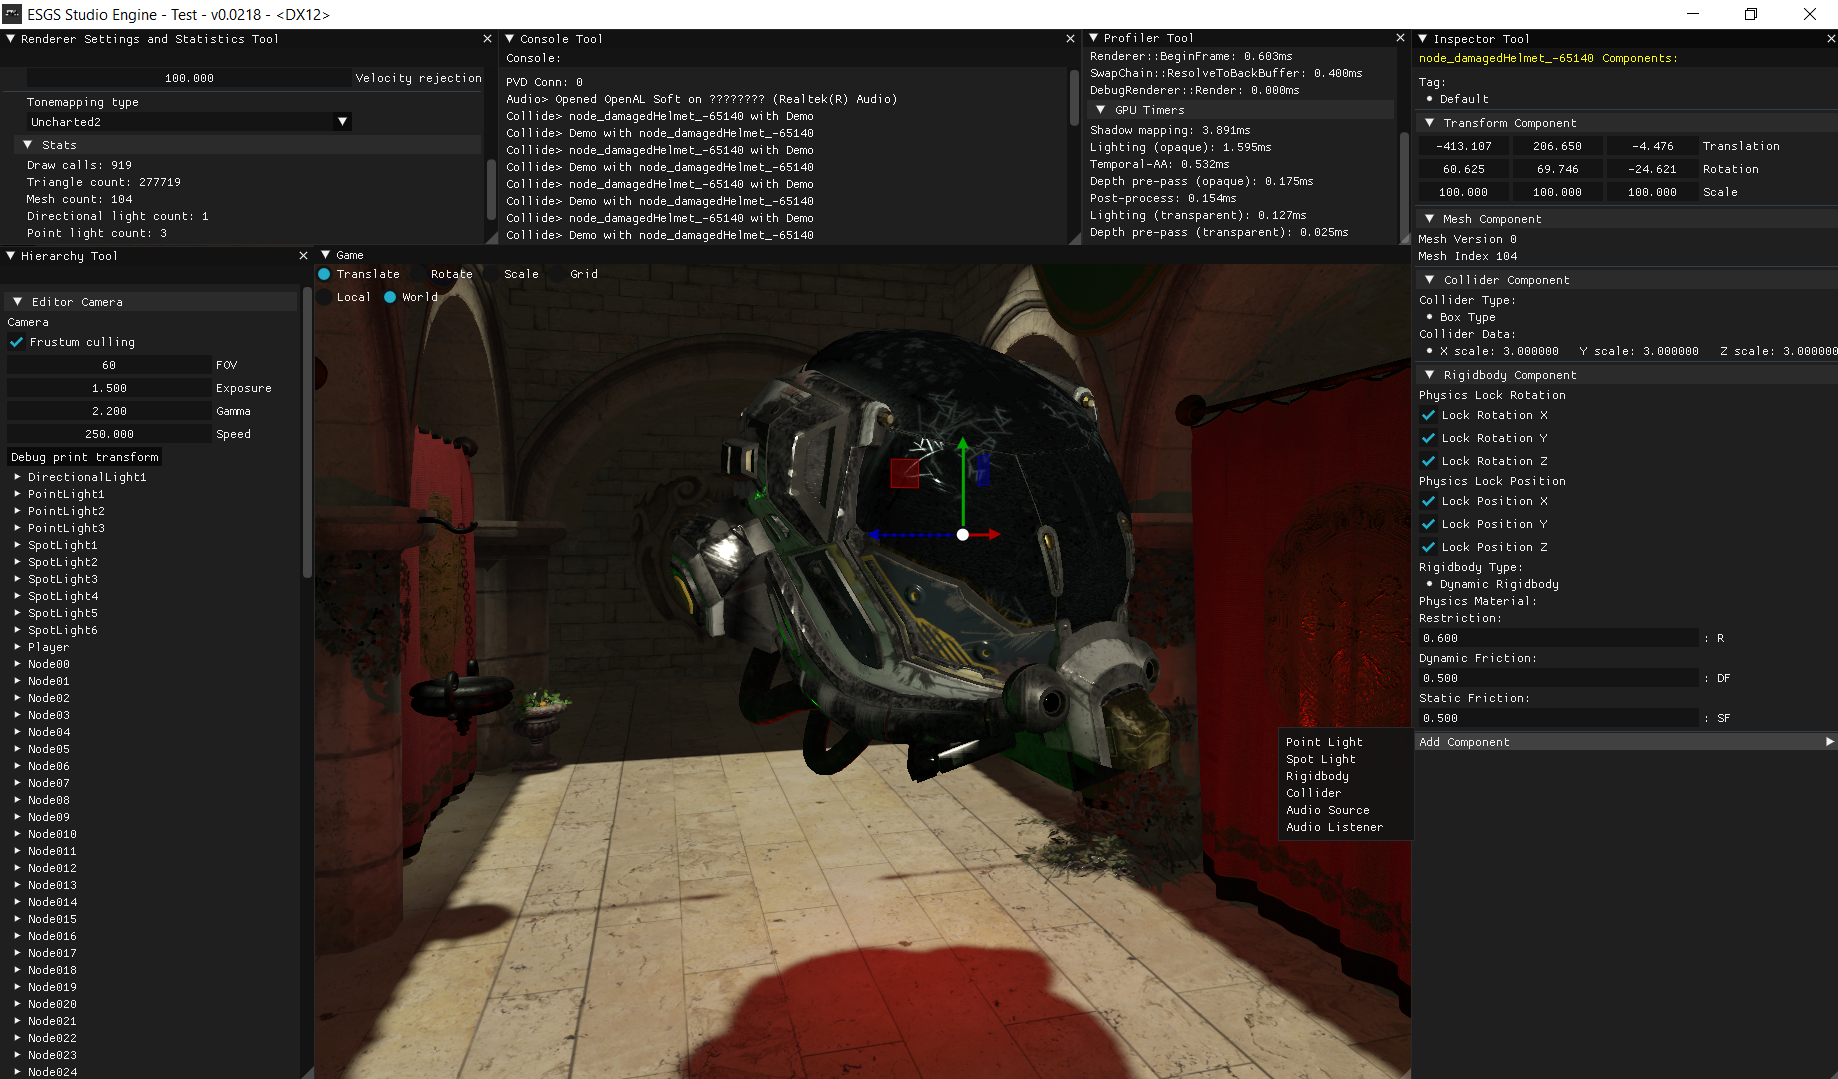 ESGS Studio Engine - Test - v0.0218 - <DX12>
Renderer Settings and Statistics Tool
100.000 Velocity rejection
Tonemapping type
Uncharted2
Stats
Draw calls: 919
Triangle count: 277719
Mesh count: 104
Directional light count: 1
Point light count: 3
Console Tool
Console:
PVD Conn: 0
Audio> Opened OpenAL Soft on ???????? (Realtek(R) Audio)
Collide> node_damagedHelmet_-65140 with Demo
Collide> Demo with node_damagedHelmet_-65140
Collide> node_damagedHelmet_-65140 with Demo
Collide> Demo with node_damagedHelmet_-65140
Collide> node_damagedHelmet_-65140 with Demo
Collide> Demo with node_damagedHelmet_-65140
Collide> node_damagedHelmet_-65140 with Demo
Collide> Demo with node_damagedHelmet_-65140
Profiler Tool
Renderer::BeginFrame: 0.603ms
SwapChain::ResolveToBackBuffer: 0.400ms
DebugRenderer::Render: 0.000ms
GPU Timers
Shadow mapping: 3.891ms
Lighting (opaque): 1.595ms
Temporal-AA: 0.532ms
Depth pre-pass (opaque): 0.175ms
Post-process: 0.154ms
Lighting (transparent): 0.127ms
Depth pre-pass (transparent): 0.025ms
Hierarchy Tool
Editor Camera
Camera
Frustum culling
60 FOV
1.500 Exposure
2.200 Gamma
250.000 Speed
Debug print transform
DirectionalLight1
PointLight1
PointLight2
PointLight3
SpotLight1
SpotLight2
SpotLight3
SpotLight4
SpotLight5
SpotLight6
Player
Node00
Node01
Node02
Node03
Node04
Node05
Node06
Node07
Node08
Node09
Node010
Node011
Node012
Node013
Node014
Node015
Node016
Node017
Node018
Node019
Node020
Node021
Node022
Node023
Node024
Game
Translate Rotate Scale Grid
Local World
Inspector Tool
node_damagedHelmet_-65140 Components:
Tag:
Default
Transform Component
-413.107 206.650 -4.476 Translation
60.625 69.746 -24.621 Rotation
100.000 100.000 100.000 Scale
Mesh Component
Mesh Version 0
Mesh Index 104
Collider Component
Collider Type:
Box Type
Collider Data:
X scale: 3.000000 Y scale: 3.000000 Z scale: 3.000000
Rigidbody Component
Physics Lock Rotation
Lock Rotation X
Lock Rotation Y
Lock Rotation Z
Physics Lock Position
Lock Position X
Lock Position Y
Lock Position Z
Rigidbody Type:
Dynamic Rigidbody
Physics Material:
Restriction:
0.600 : R
Dynamic Friction:
0.500 : DF
Static Friction:
0.500 : SF
Add Component
Point Light
Spot Light
Rigidbody
Collider
Audio Source
Audio Listener